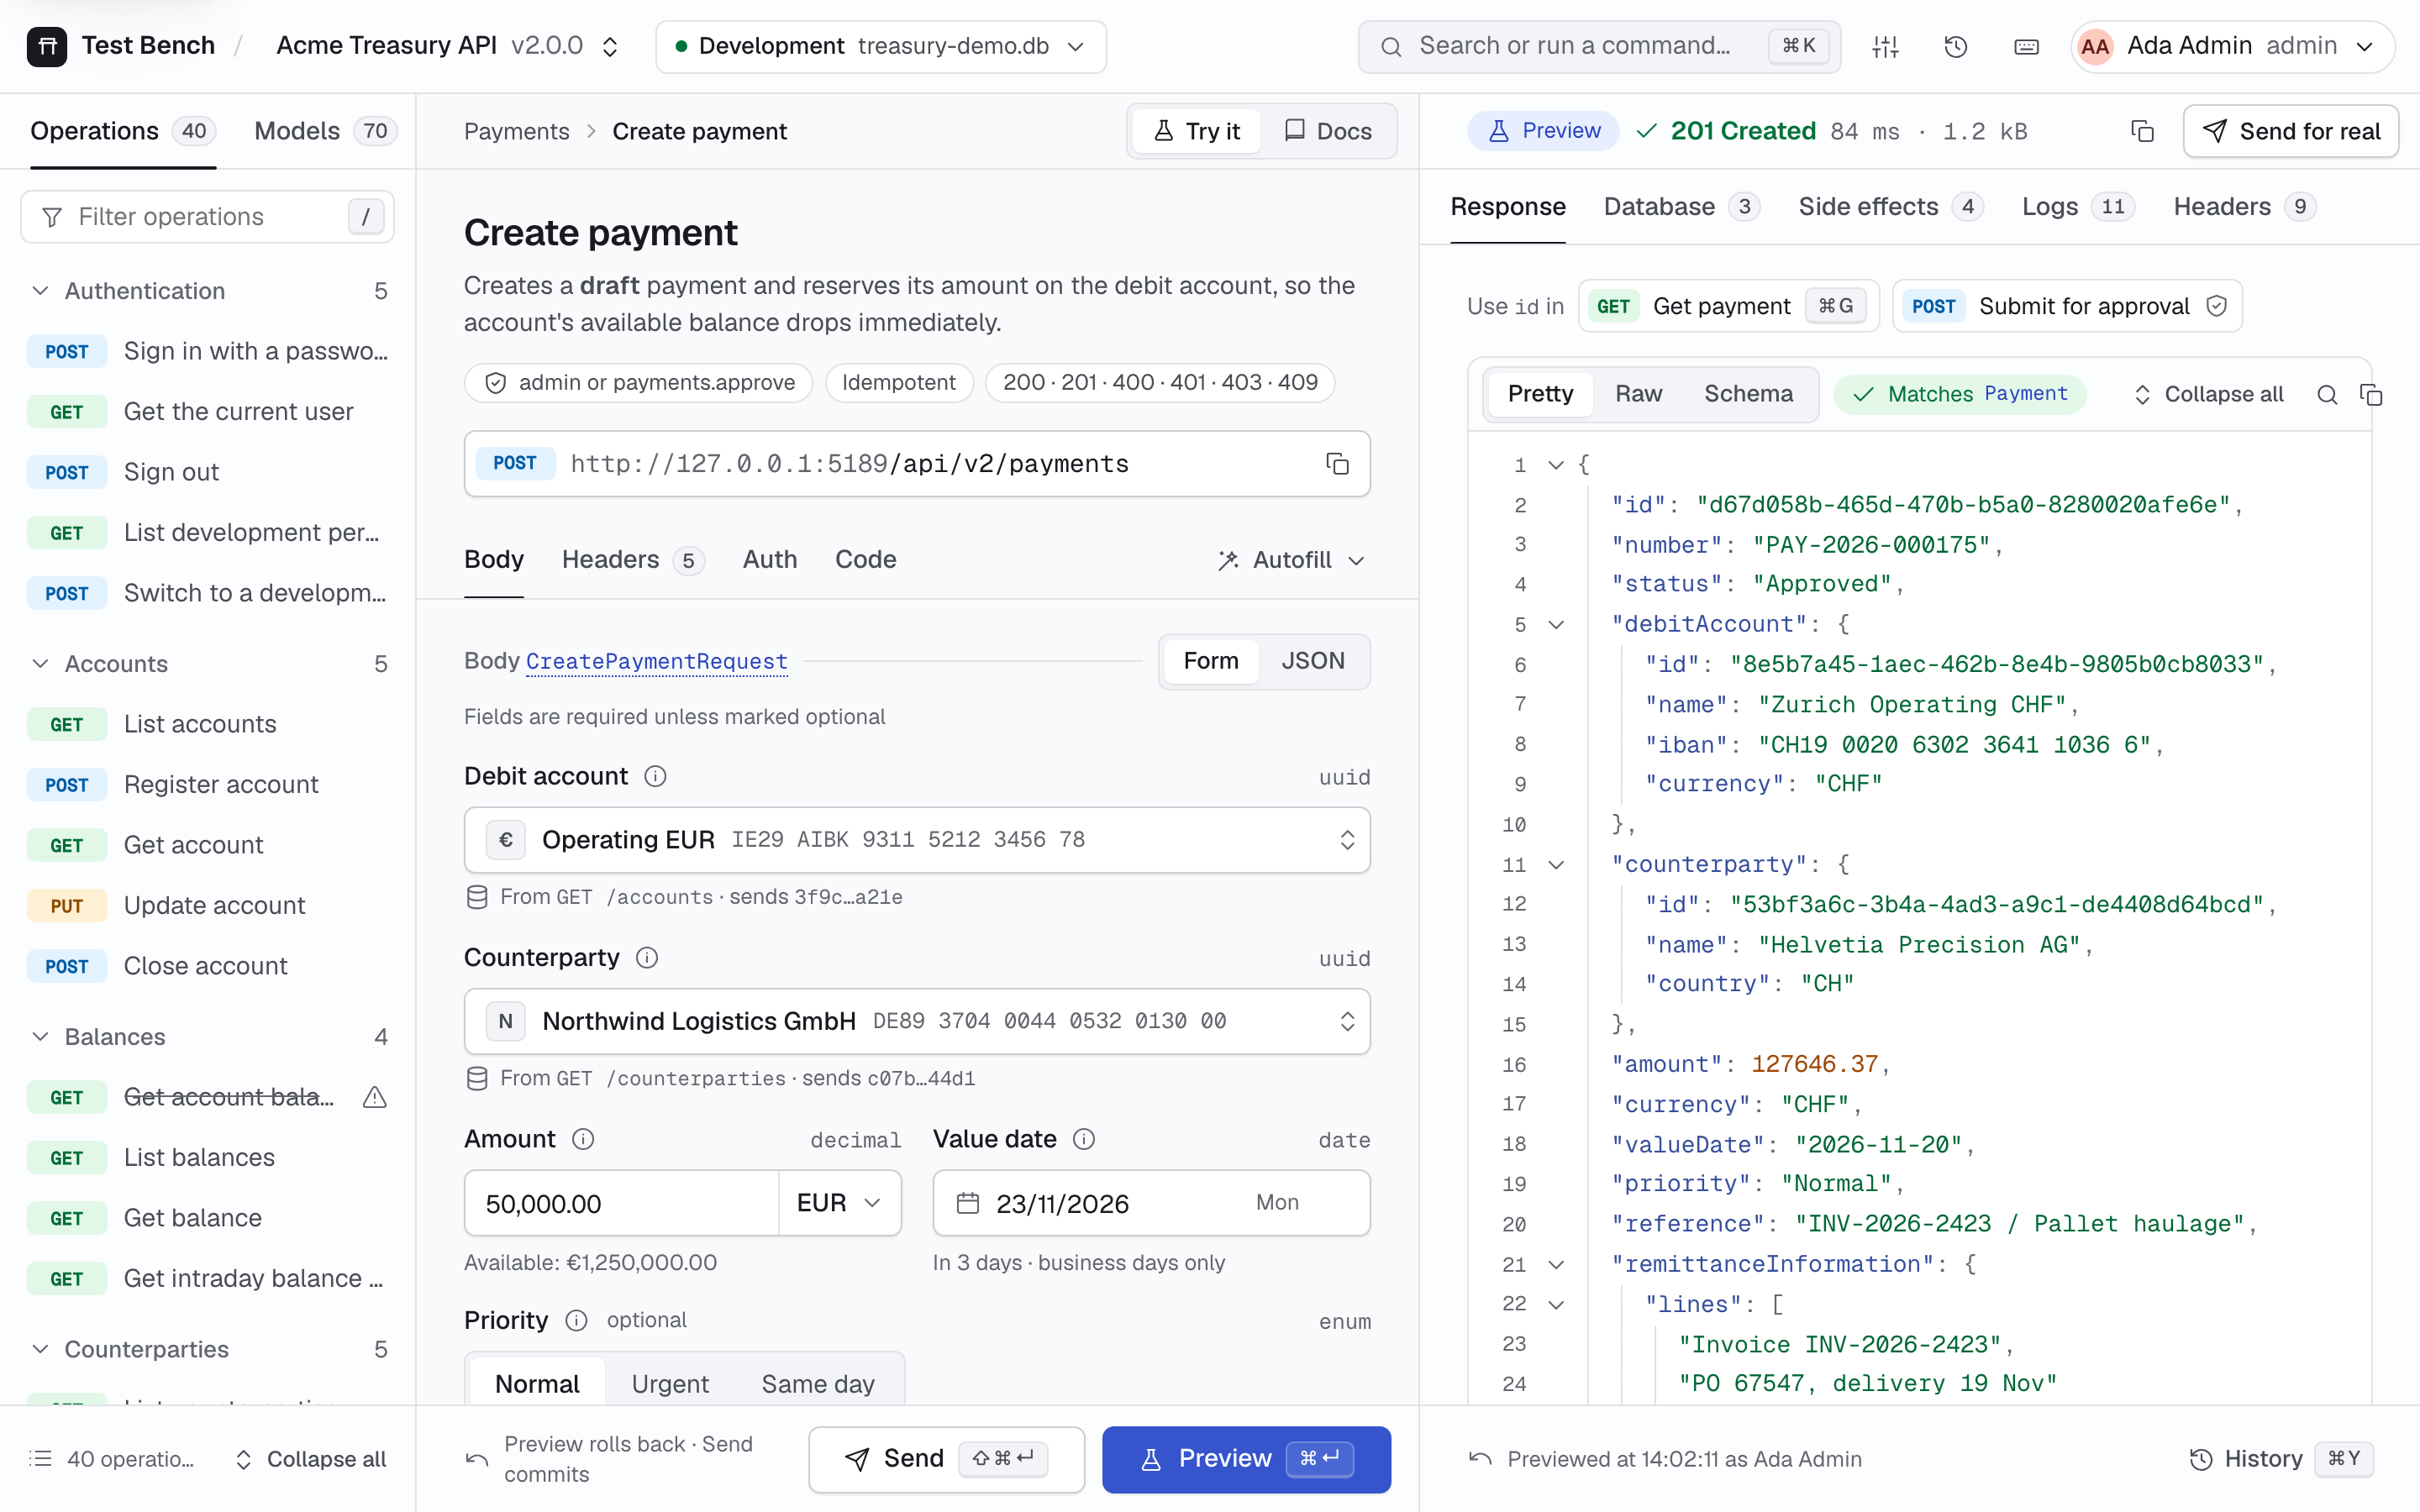 Test Bench / Acme Treasury API v2.0.0
Development treasury-demo.db
Search or run a command... ⌘K
AA Ada Admin admin
Operations 40 Models 70
Filter operations /
Authentication 5
POST Sign in with a passwo...
GET Get the current user
POST Sign out
GET List development per...
POST Switch to a developm...
Accounts 5
GET List accounts
POST Register account
GET Get account
PUT Update account
POST Close account
Balances 4
GET Get account bala...
GET List balances
GET Get balance
GET Get intraday balance ...
Counterparties 5
40 operatio... Collapse all
Payments > Create payment
Try it Docs
Create payment
Creates a draft payment and reserves its amount on the debit account, so the
account's available balance drops immediately.
admin or payments.approve Idempotent 200 · 201 · 400 · 401 · 403 · 409
POST http://127.0.0.1:5189/api/v2/payments
Body Headers 5 Auth Code Autofill
Body CreatePaymentRequest Form JSON
Fields are required unless marked optional
Debit account uuid
€ Operating EUR IE29 AIBK 9311 5212 3456 78
From GET /accounts · sends 3f9c…a21e
Counterparty uuid
N Northwind Logistics GmbH DE89 3704 0044 0532 0130 00
From GET /counterparties · sends c07b…44d1
Amount decimal Value date date
50,000.00 EUR 23/11/2026 Mon
Available: €1,250,000.00 In 3 days · business days only
Priority optional enum
Normal Urgent Same day
Preview rolls back · Send
commits
Send ⇧⌘↵ Preview ⌘↵
Preview 201 Created 84 ms · 1.2 kB Send for real
Response Database 3 Side effects 4 Logs 11 Headers 9
Use id in GET Get payment ⌘G POST Submit for approval
Pretty Raw Schema Matches Payment Collapse all
1 {
2 "id": "d67d058b-465d-470b-b5a0-8280020afe6e",
3 "number": "PAY-2026-000175",
4 "status": "Approved",
5 "debitAccount": {
6 "id": "8e5b7a45-1aec-462b-8e4b-9805b0cb8033",
7 "name": "Zurich Operating CHF",
8 "iban": "CH19 0020 6302 3641 1036 6",
9 "currency": "CHF"
10 },
11 "counterparty": {
12 "id": "53bf3a6c-3b4a-4ad3-a9c1-de4408d64bcd",
13 "name": "Helvetia Precision AG",
14 "country": "CH"
15 },
16 "amount": 127646.37,
17 "currency": "CHF",
18 "valueDate": "2026-11-20",
19 "priority": "Normal",
20 "reference": "INV-2026-2423 / Pallet haulage",
21 "remittanceInformation": {
22 "lines": [
23 "Invoice INV-2026-2423",
24 "PO 67547, delivery 19 Nov"
Previewed at 14:02:11 as Ada Admin History ⌘Y